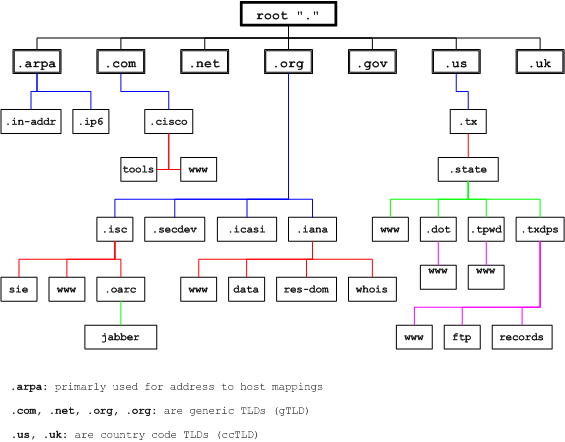 root "."
.arpa .com .net .org .gov .us .uk
.in-addr .ip6 .cisco .tx
tools www .state
.isc .secdev .icasi .iana www .dot .tpwd .txdps
sie www .oarc www data res-dom whois www www
jabber www ftp records
.arpa: primarly used for address to host mappings
.com, .net, .org, .org: are generic TLDs (gTLD)
.us, .uk: are country code TLDs (ccTLD)